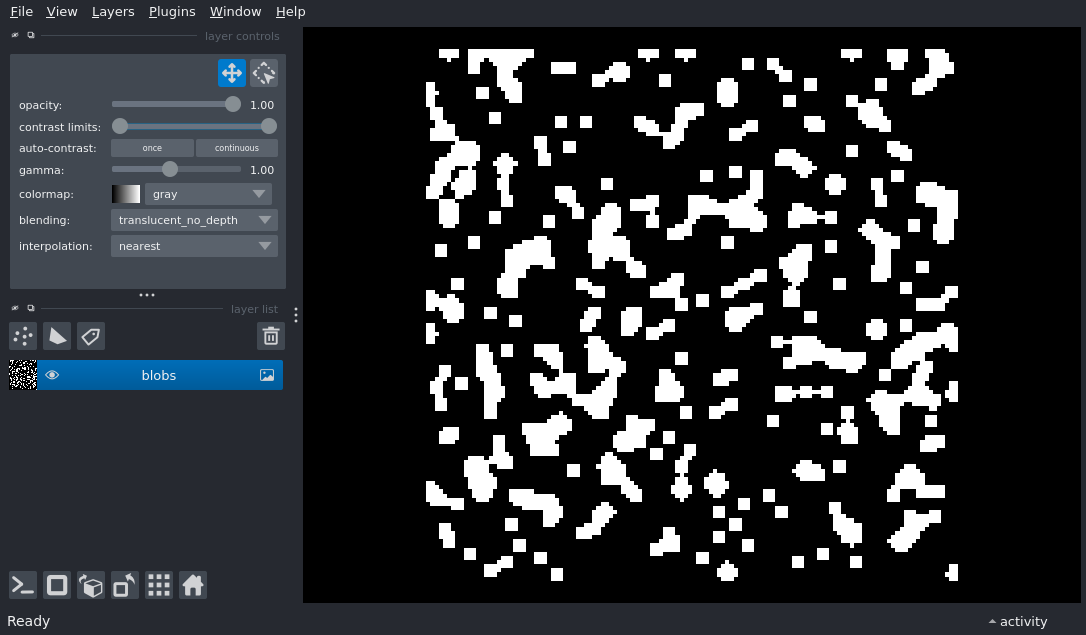 File View Layers Plugins Window Help
layer controls
opacity: 1.00
contrast limits:
auto-contrast: once continuous
gamma: 1.00
colormap: gray
blending: translucent_no_depth
interpolation: nearest
layer list
blobs
Ready
activity